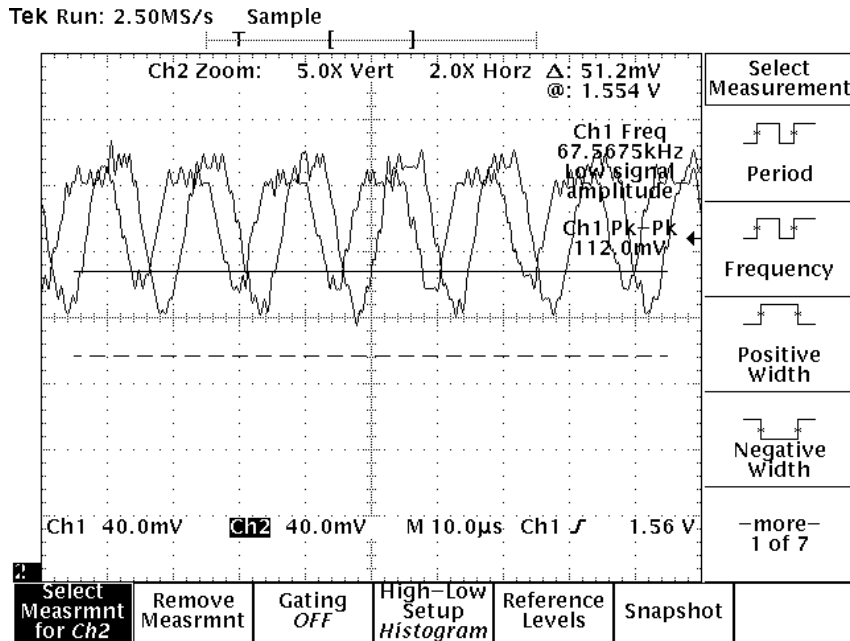 Tek Run: 2.50MS/s Sample
T [ ]
Ch2 Zoom: 5.0X Vert 2.0X Horz
Δ: 51.2mV
@: 1.554 V
Ch1 Freq
67.5675kHz
Low signal
amplitude
Ch1 Pk-Pk
112.0mV
Ch1 40.0mV Ch2 40.0mV M 10.0µs Ch1 1.56 V
2
Select
Measurement
Period
Frequency
Positive
Width
Negative
Width
-more-
1 of 7
Select
Measrmnt
for Ch2
Remove
Measrmnt
Gating
OFF
High-Low
Setup
Histogram
Reference
Levels
Snapshot